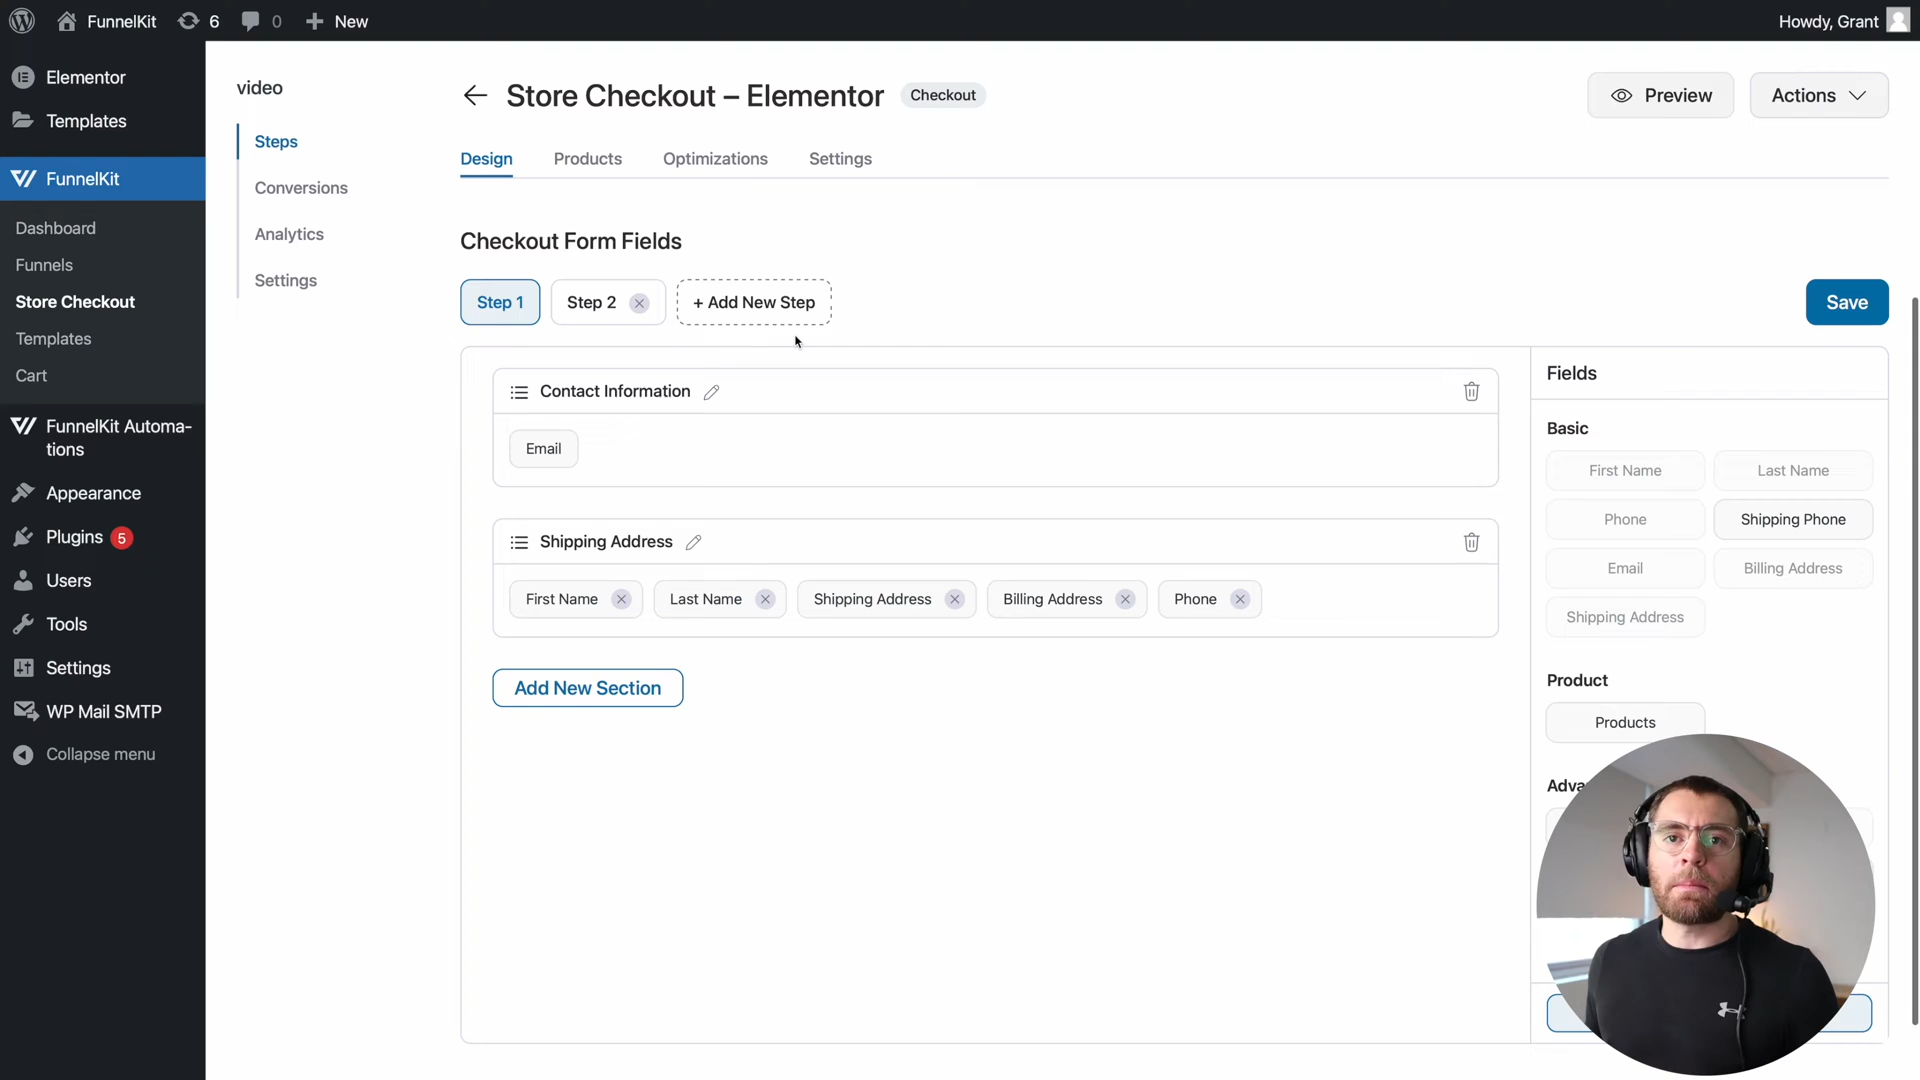 FunnelKit
6
0
New
Howdy, Grant
Elementor
Templates
FunnelKit
Dashboard
Funnels
Store Checkout
Templates
Cart
FunnelKit Automa-
tions
Appearance
Plugins 5
Users
Tools
Settings
WP Mail SMTP
Collapse menu
video
Steps
Conversions
Analytics
Settings
Store Checkout – Elementor
Checkout
Preview
Actions
Design
Products
Optimizations
Settings
Checkout Form Fields
Step 1
Step 2
+ Add New Step
Save
Contact Information
Email
Shipping Address
First Name
Last Name
Shipping Address
Billing Address
Phone
Add New Section
Fields
Basic
First Name
Last Name
Phone
Shipping Phone
Email
Billing Address
Shipping Address
Product
Products